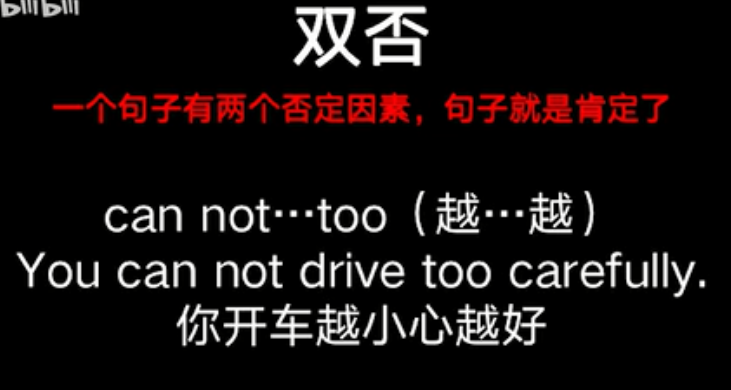 bilibili
双否
一个句子有两个否定因素，句子就是肯定了
can not…too（越…越）
You can not drive too carefully.
你开车越小心越好